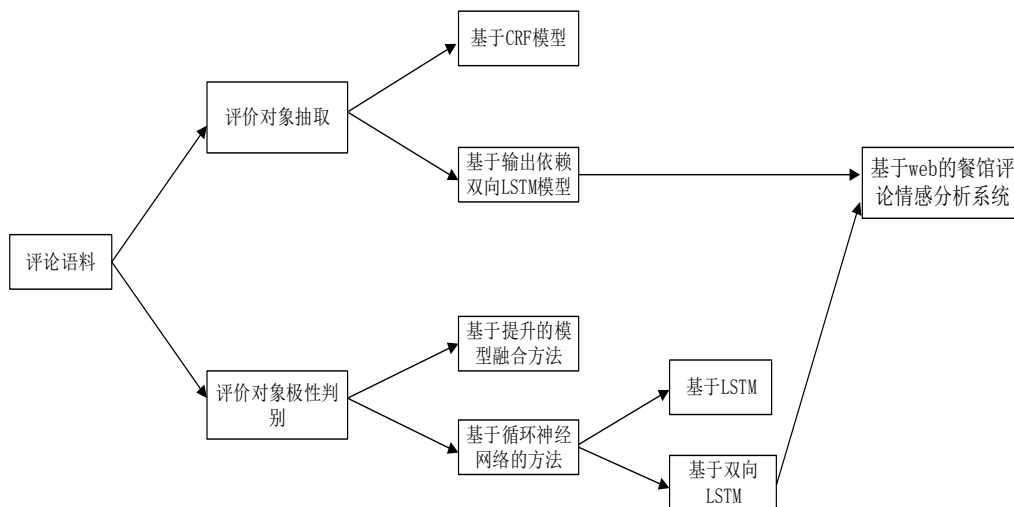 基于CRF模型
评价对象抽取
基于输出依赖
双向LSTM模型
基于web的餐馆评
论情感分析系统
评论语料
基于提升的模
型融合方法
评价对象极性判
别
基于LSTM
基于循环神经
网络的方法
基于双向
LSTM